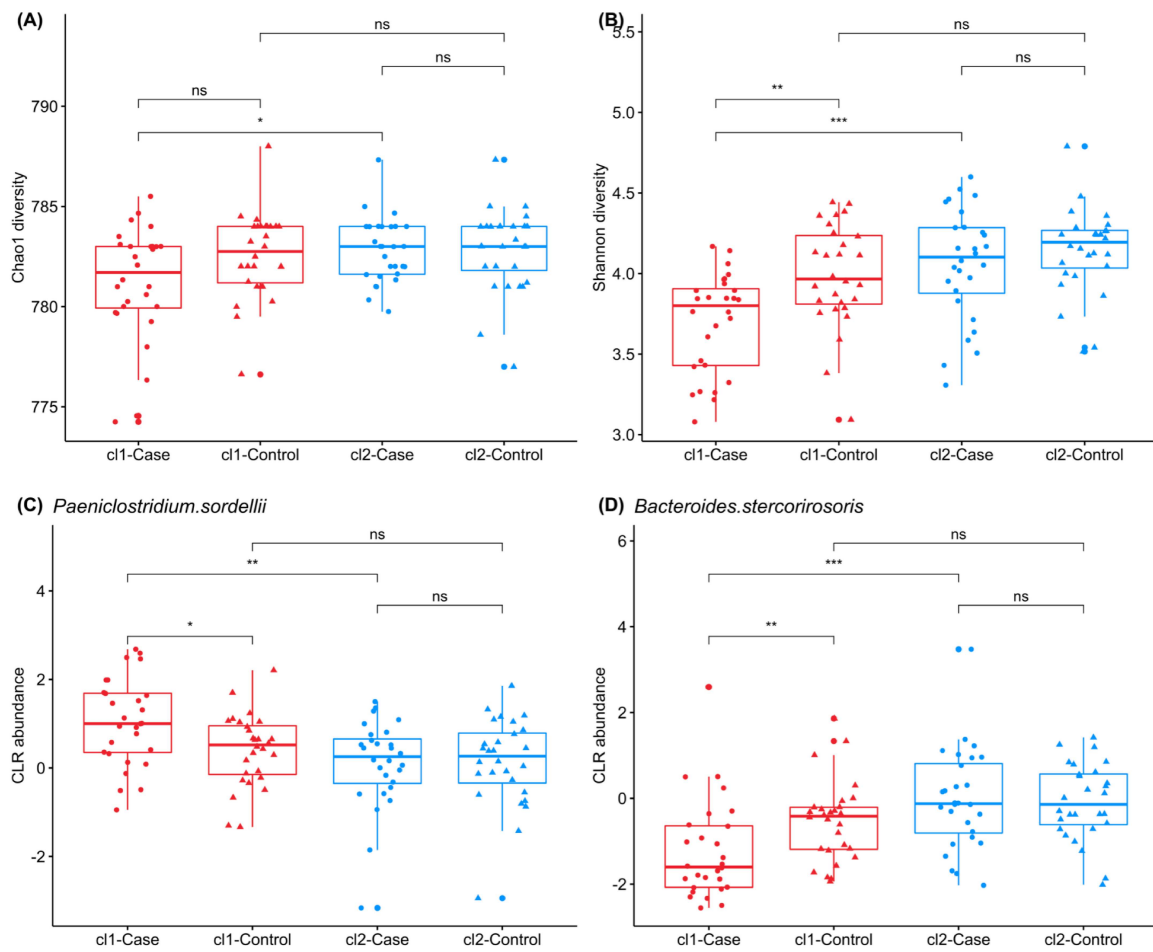 (A)
ns
ns
ns
*
Chao1 diversity
790
785
780
775
cl1-Case cl1-Control cl2-Case cl2-Control
(B)
ns
ns
**
***
Shannon diversity
5.5
5.0
4.5
4.0
3.5
3.0
cl1-Case cl1-Control cl2-Case cl2-Control
(C) Paeniclostridium.sordellii
ns
**
ns
*
CLR abundance
4
2
0
-2
cl1-Case cl1-Control cl2-Case cl2-Control
(D) Bacteroides.stercorirosoris
ns
***
ns
**
CLR abundance
6
4
2
0
-2
cl1-Case cl1-Control cl2-Case cl2-Control